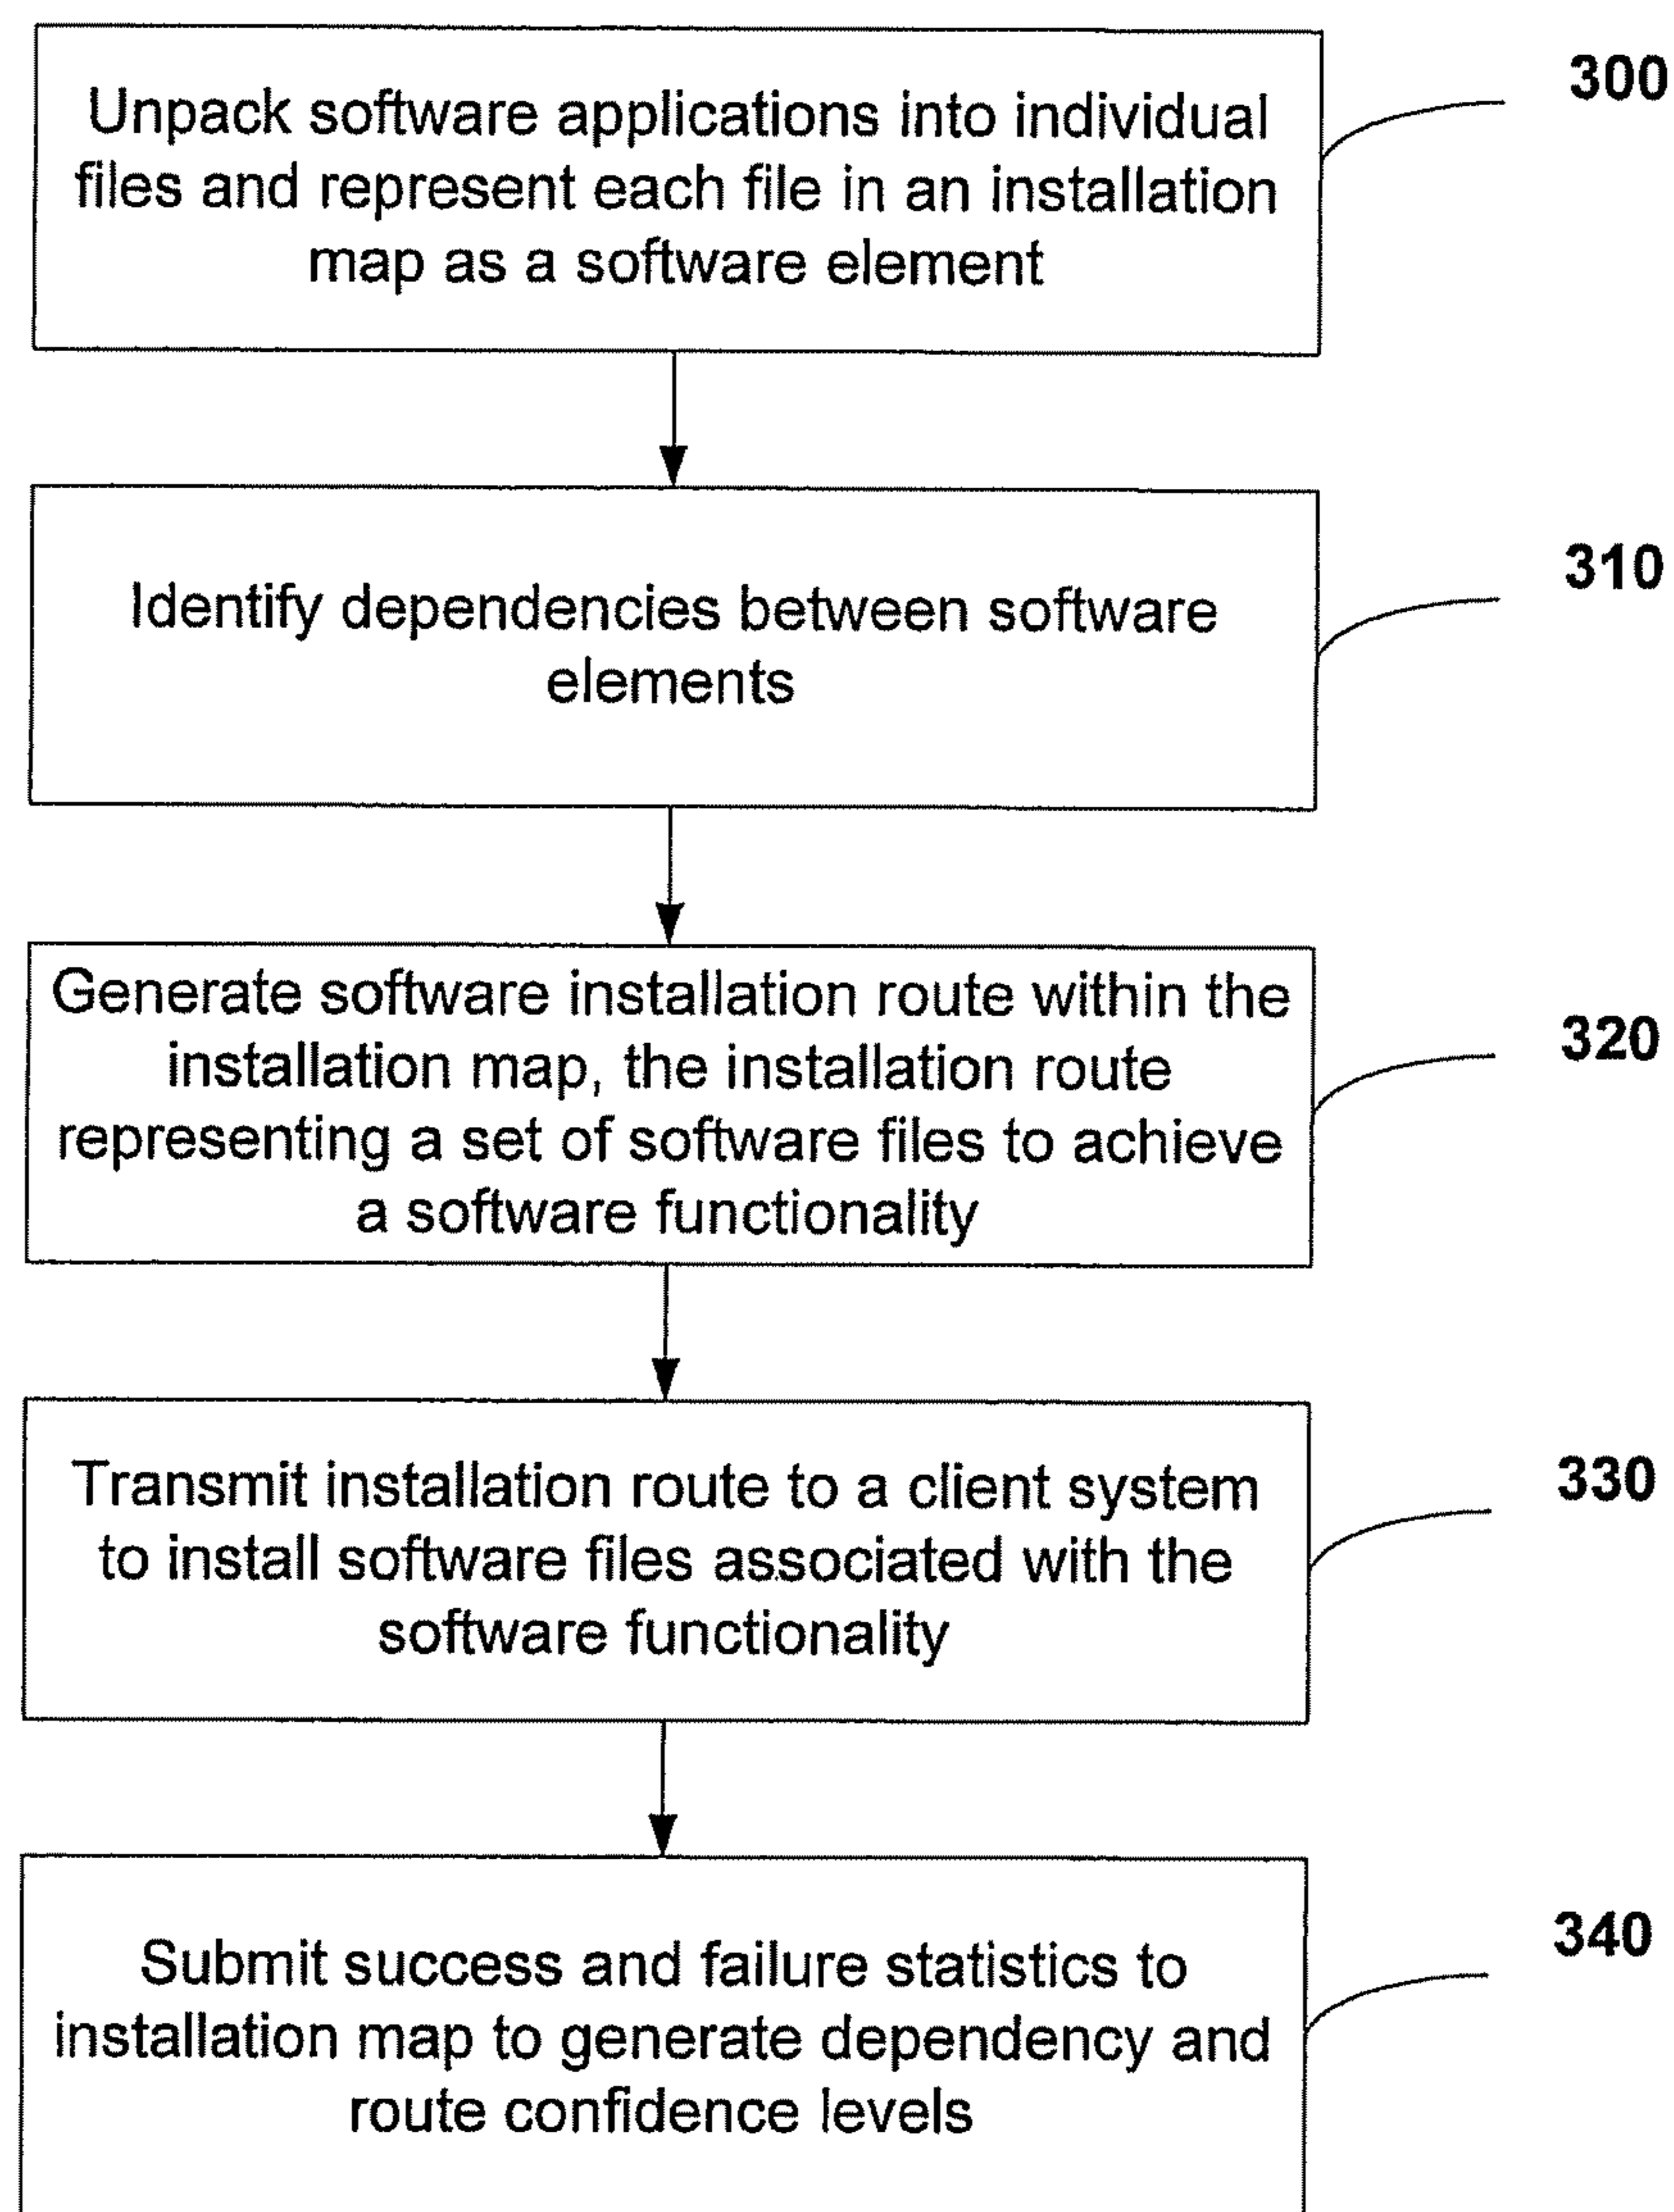 300
Unpack software applications into individual
files and represent each file in an installation
map as a software element
310
Identify dependencies between software
elements
320
Generate software installation route within the
installation map, the installation route
representing a set of software files to achieve
a software functionality
330
Transmit installation route to a client system
to install software files associated with the
software functionality
340
Submit success and failure statistics to
installation map to generate dependency and
route confidence levels